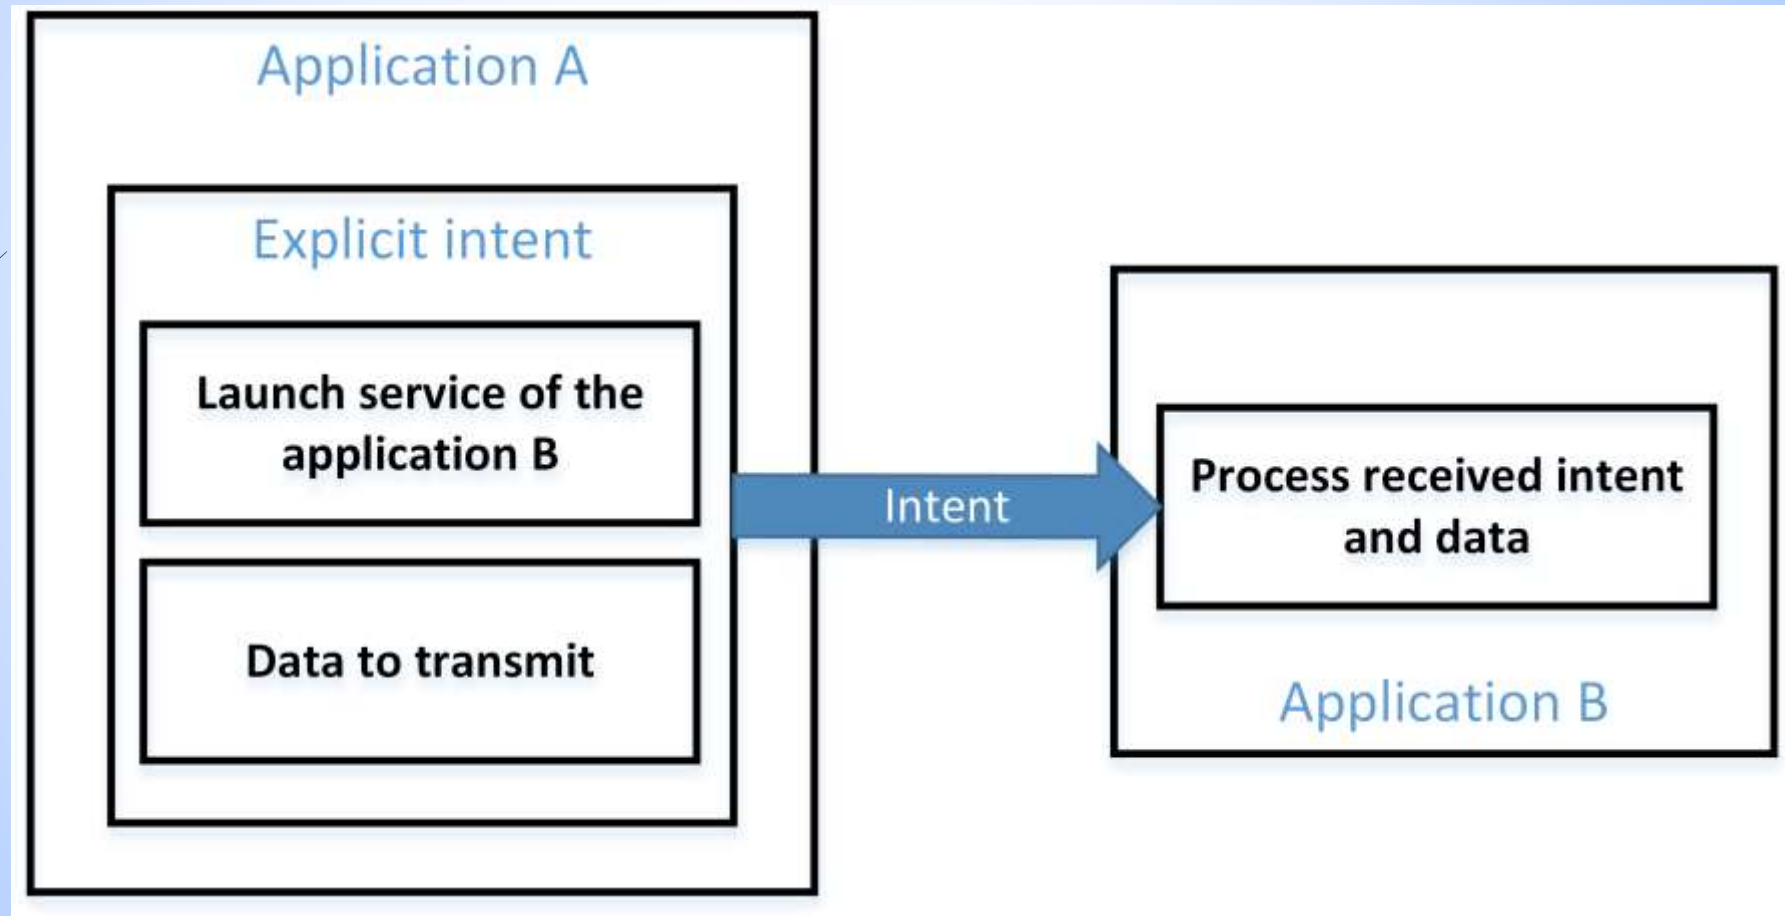 Application A
Explicit intent
Launch service of the
application B
Data to transmit
Intent
Process received intent
and data
Application B